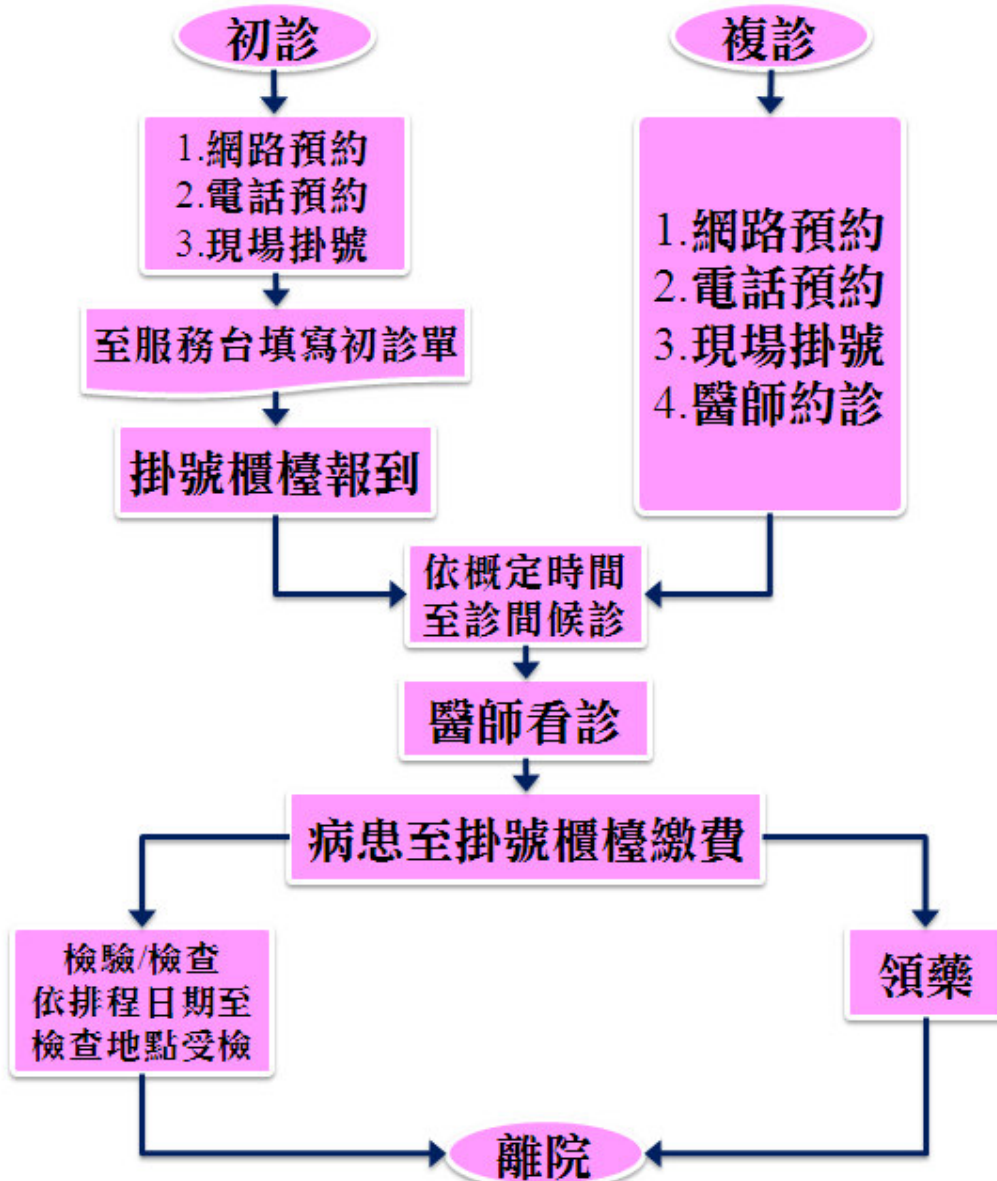 初診
1.網路預約
2.電話預約
3.現場掛號
至服務台填寫初診單
掛號櫃檯報到
複診
1.網路預約
2.電話預約
3.現場掛號
4.醫師約診
依概定時間
至診間候診
醫師看診
病患至掛號櫃檯繳費
檢驗/檢查
依排程日期至
檢查地點受檢
領藥
離院